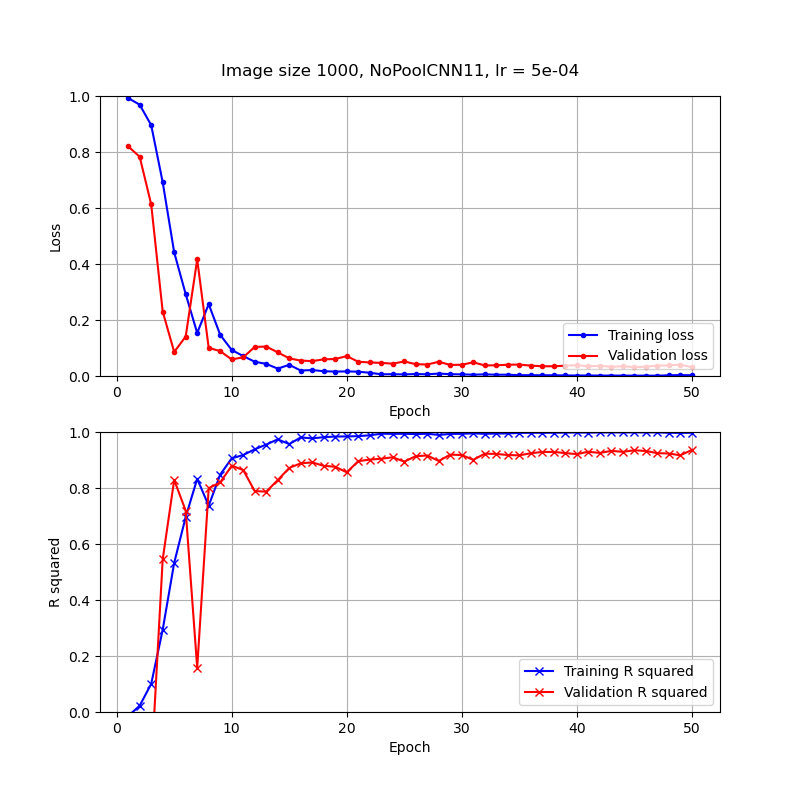 Image size 1000, NoPoolCNN11, lr = 5e-04
1.0
0.8
0.6
0.4
0.2
0.0
Loss
Training loss
Validation loss
0 10 20 30 40 50
Epoch
1.0
0.8
0.6
0.4
0.2
0.0
R squared
Training R squared
Validation R squared
0 10 20 30 40 50
Epoch